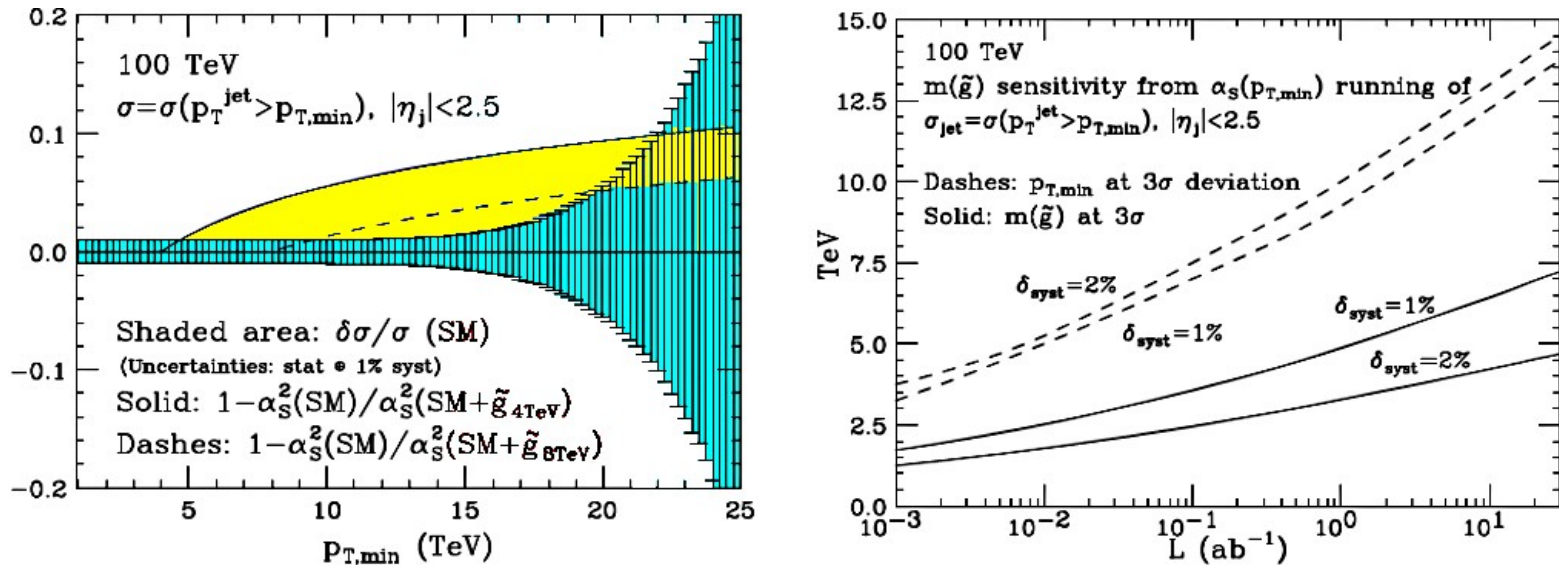 0.2
0.1
0.0
−0.1
−0.2
100 TeV
σ=σ(p_T^jet>p_T,min), |η_j|<2.5
Shaded area: δσ/σ (SM)
(Uncertainties: stat ⊕ 1% syst)
Solid: 1−α_S^2(SM)/α_S^2(SM+g̃_4TeV)
Dashes: 1−α_S^2(SM)/α_S^2(SM+g̃_8TeV)
5 10 15 20 25
p_T,min (TeV)
15.0
12.5
10.0
7.5
5.0
2.5
0.0
TeV
100 TeV
m(g̃) sensitivity from α_S(p_T,min) running of
σ_jet=σ(p_T^jet>p_T,min), |η_j|<2.5
Dashes: p_T,min at 3σ deviation
Solid: m(g̃) at 3σ
δ_syst=2%
δ_syst=1%
δ_syst=1%
δ_syst=2%
10^−3 10^−2 10^−1 10^0 10^1
L (ab^−1)